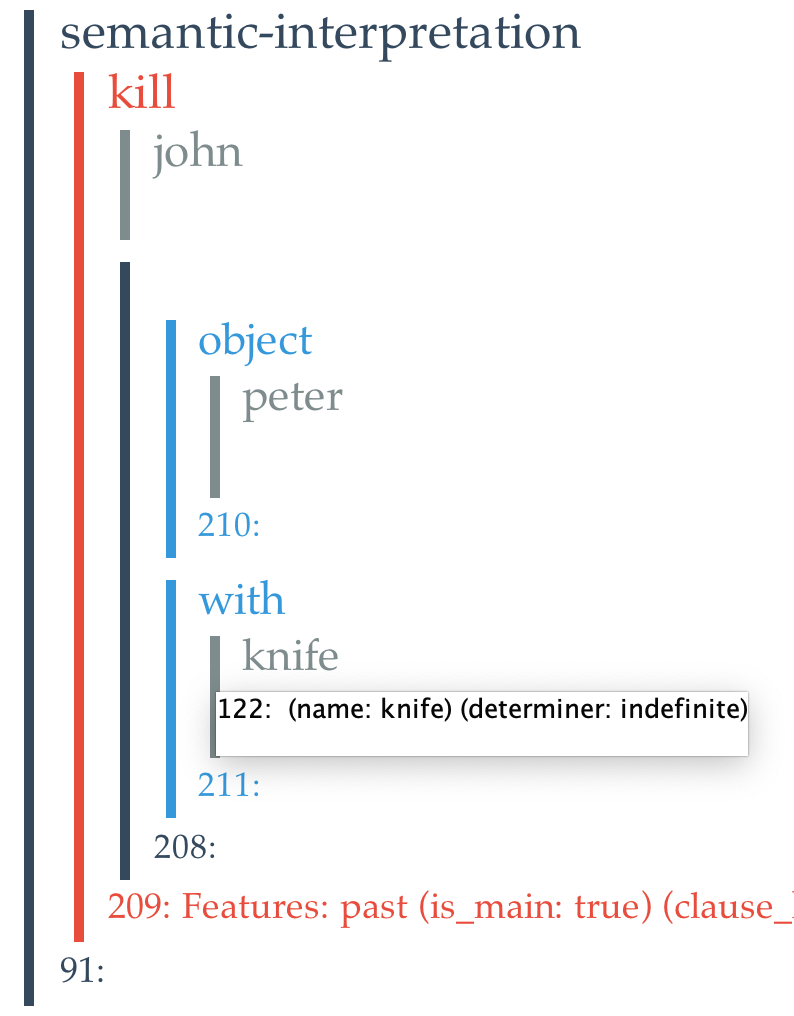 semantic-interpretation
kill
john
object
peter
210:
with
knife
122: (name: knife) (determiner: indefinite)
211:
208:
209: Features: past (is_main: true) (clause_
91: